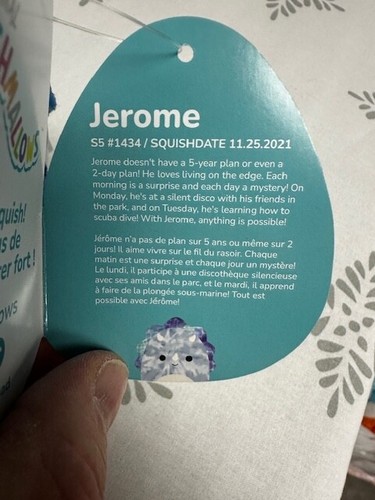 Jerome
S5 #1434 / SQUISHDATE 11.25.2021
Jerome doesn't have a 5-year plan or even a
2-day plan! He loves living on the edge. Each
morning is a surprise and each day a mystery! On
Monday, he's at a silent disco with his friends in
the park, and on Tuesday, he's learning how to
scuba dive! With Jerome, anything is possible!
Jérôme n'a pas de plan sur 5 ans ou même sur 2
jours! Il aime vivre sur le fil du rasoir. Chaque
matin est une surprise et chaque jour un mystère!
Le lundi, il participe à une discothèque silencieuse
avec ses amis dans le parc, et le mardi, il apprend
à faire de la plongée sous-marine! Tout est
possible avec Jérôme!
quish!
s de
er fort !
ows